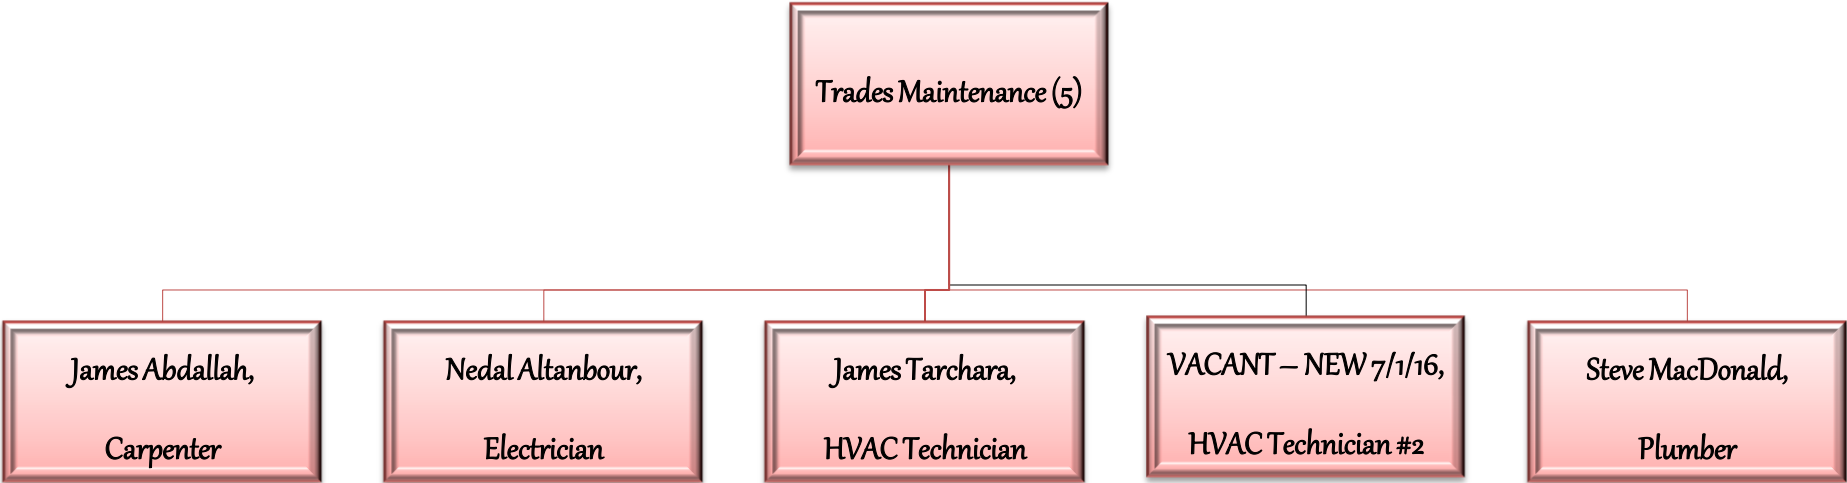 Trades Maintenance (5)
James Abdallah,
Carpenter
Nedal Altanbour,
Electrician
James Tarchara,
HVAC Technician
VACANT – NEW 7/1/16,
HVAC Technician #2
Steve MacDonald,
Plumber